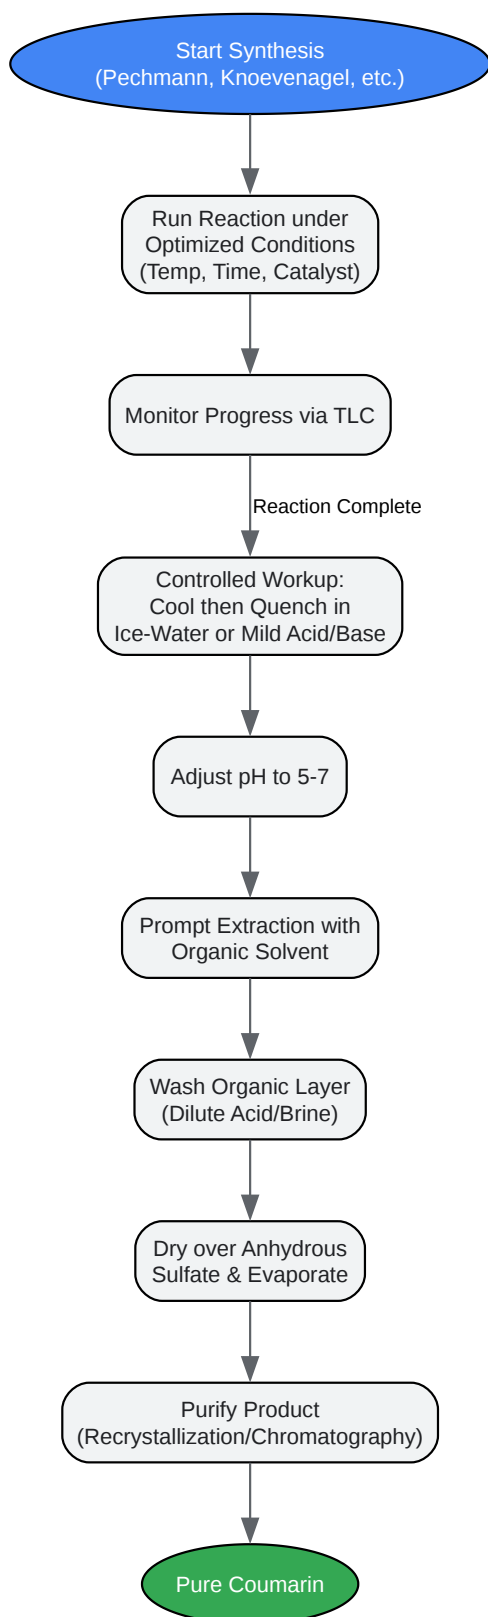 Start Synthesis
(Pechmann, Knoevenagel, etc.)
Run Reaction under
Optimized Conditions
(Temp, Time, Catalyst)
Monitor Progress via TLC
Reaction Complete
Controlled Workup:
Cool then Quench in
Ice-Water or Mild Acid/Base
Adjust pH to 5-7
Prompt Extraction with
Organic Solvent
Wash Organic Layer
(Dilute Acid/Brine)
Dry over Anhydrous
Sulfate & Evaporate
Purify Product
(Recrystallization/Chromatography)
Pure Coumarin